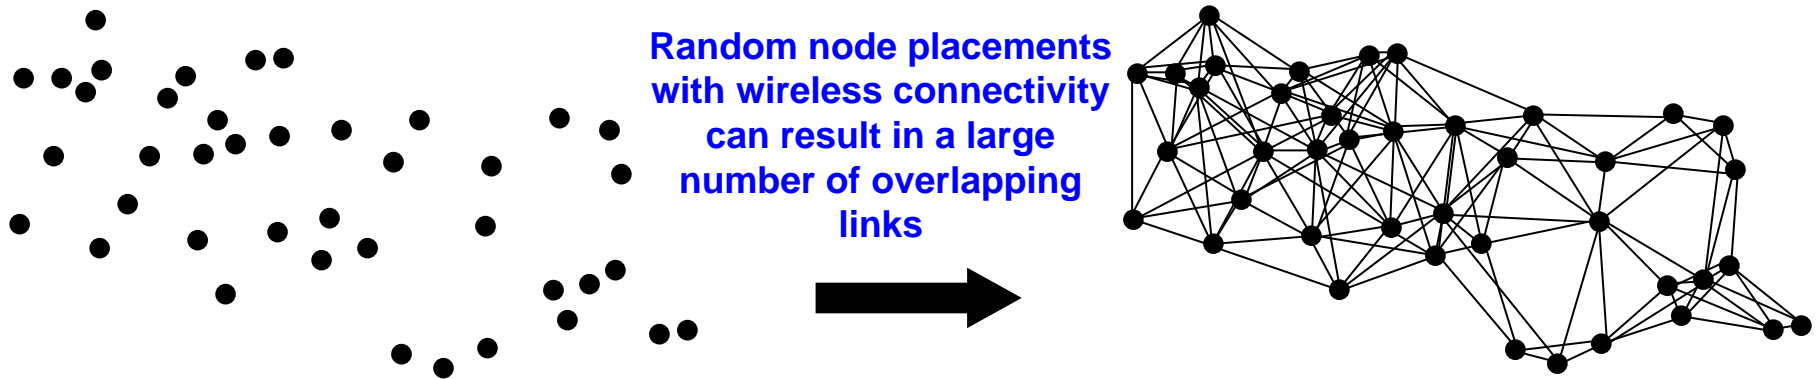 Random node placements
with wireless connectivity
can result in a large
number of overlapping
links